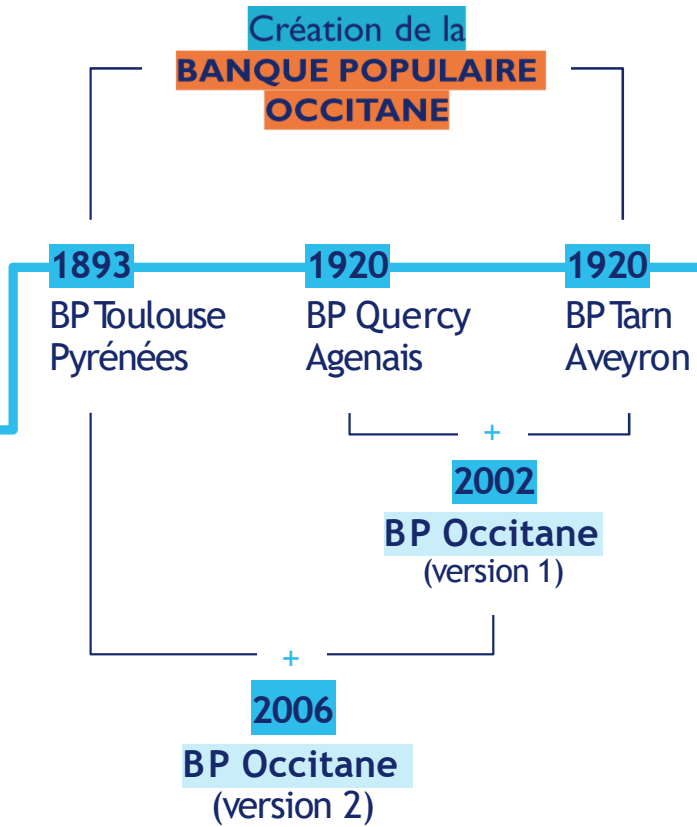 Création de la
BANQUE POPULAIRE
OCCITANE
1893
BP Toulouse
Pyrénées
1920
BP Quercy
Agenais
1920
BP Tarn
Aveyron
+
2002
BP Occitane
(version 1)
+
2006
BP Occitane
(version 2)